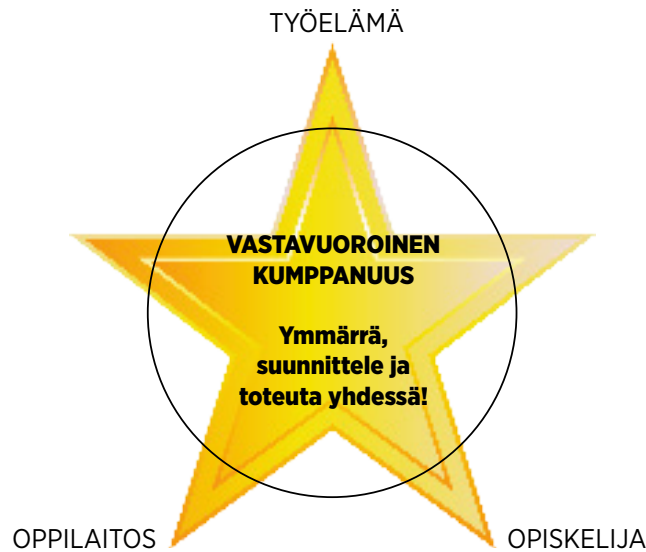 TYÖELÄMÄ
VASTAVUOROINEN
KUMPPANUUS
Ymmärrä,
suunnittele ja
toteuta yhdessä!
OPPILAITOS
OPISKELIJA